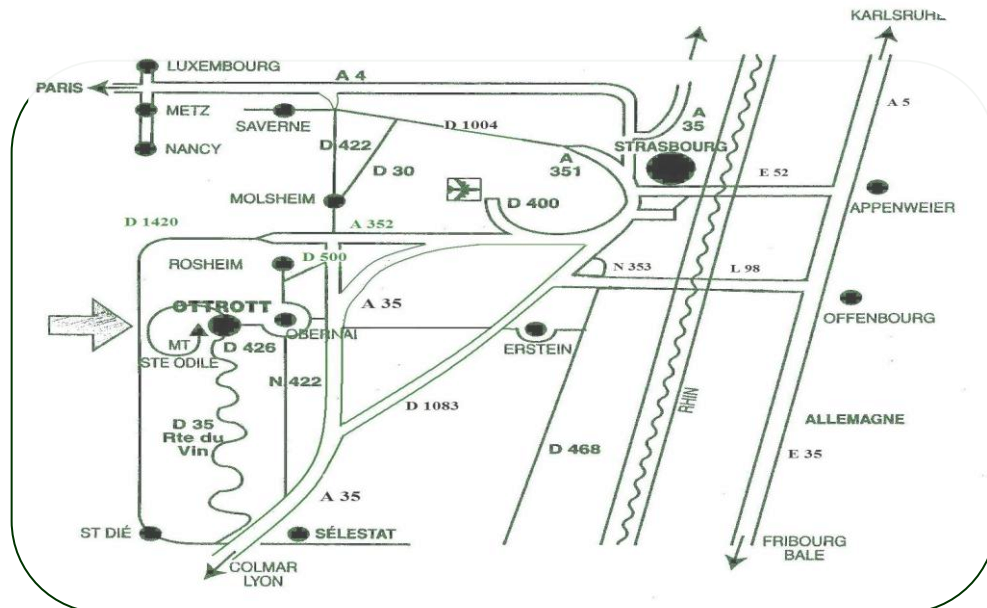 KARLSRUHE
LUXEMBOURG
A 4
PARIS
A 5
METZ
SAVERNE
D 1004
A
35
STRASBOURG
NANCY
D 422
A
351
E 52
D 30
MOLSHEIM
D 400
APPENWEIER
D 1420
A 352
ROSHEIM
D 500
N 353
L 98
A 35
OTTROTT
OFFENBOURG
OBERNAI
MT
STE ODILE
D 426
ERSTEIN
N 422
RHIN
D 1083
D 35
Rte du
Vin
ALLEMAGNE
D 468
E 35
A 35
ST DIÉ
SÉLESTAT
FRIBOURG
BALE
COLMAR
LYON